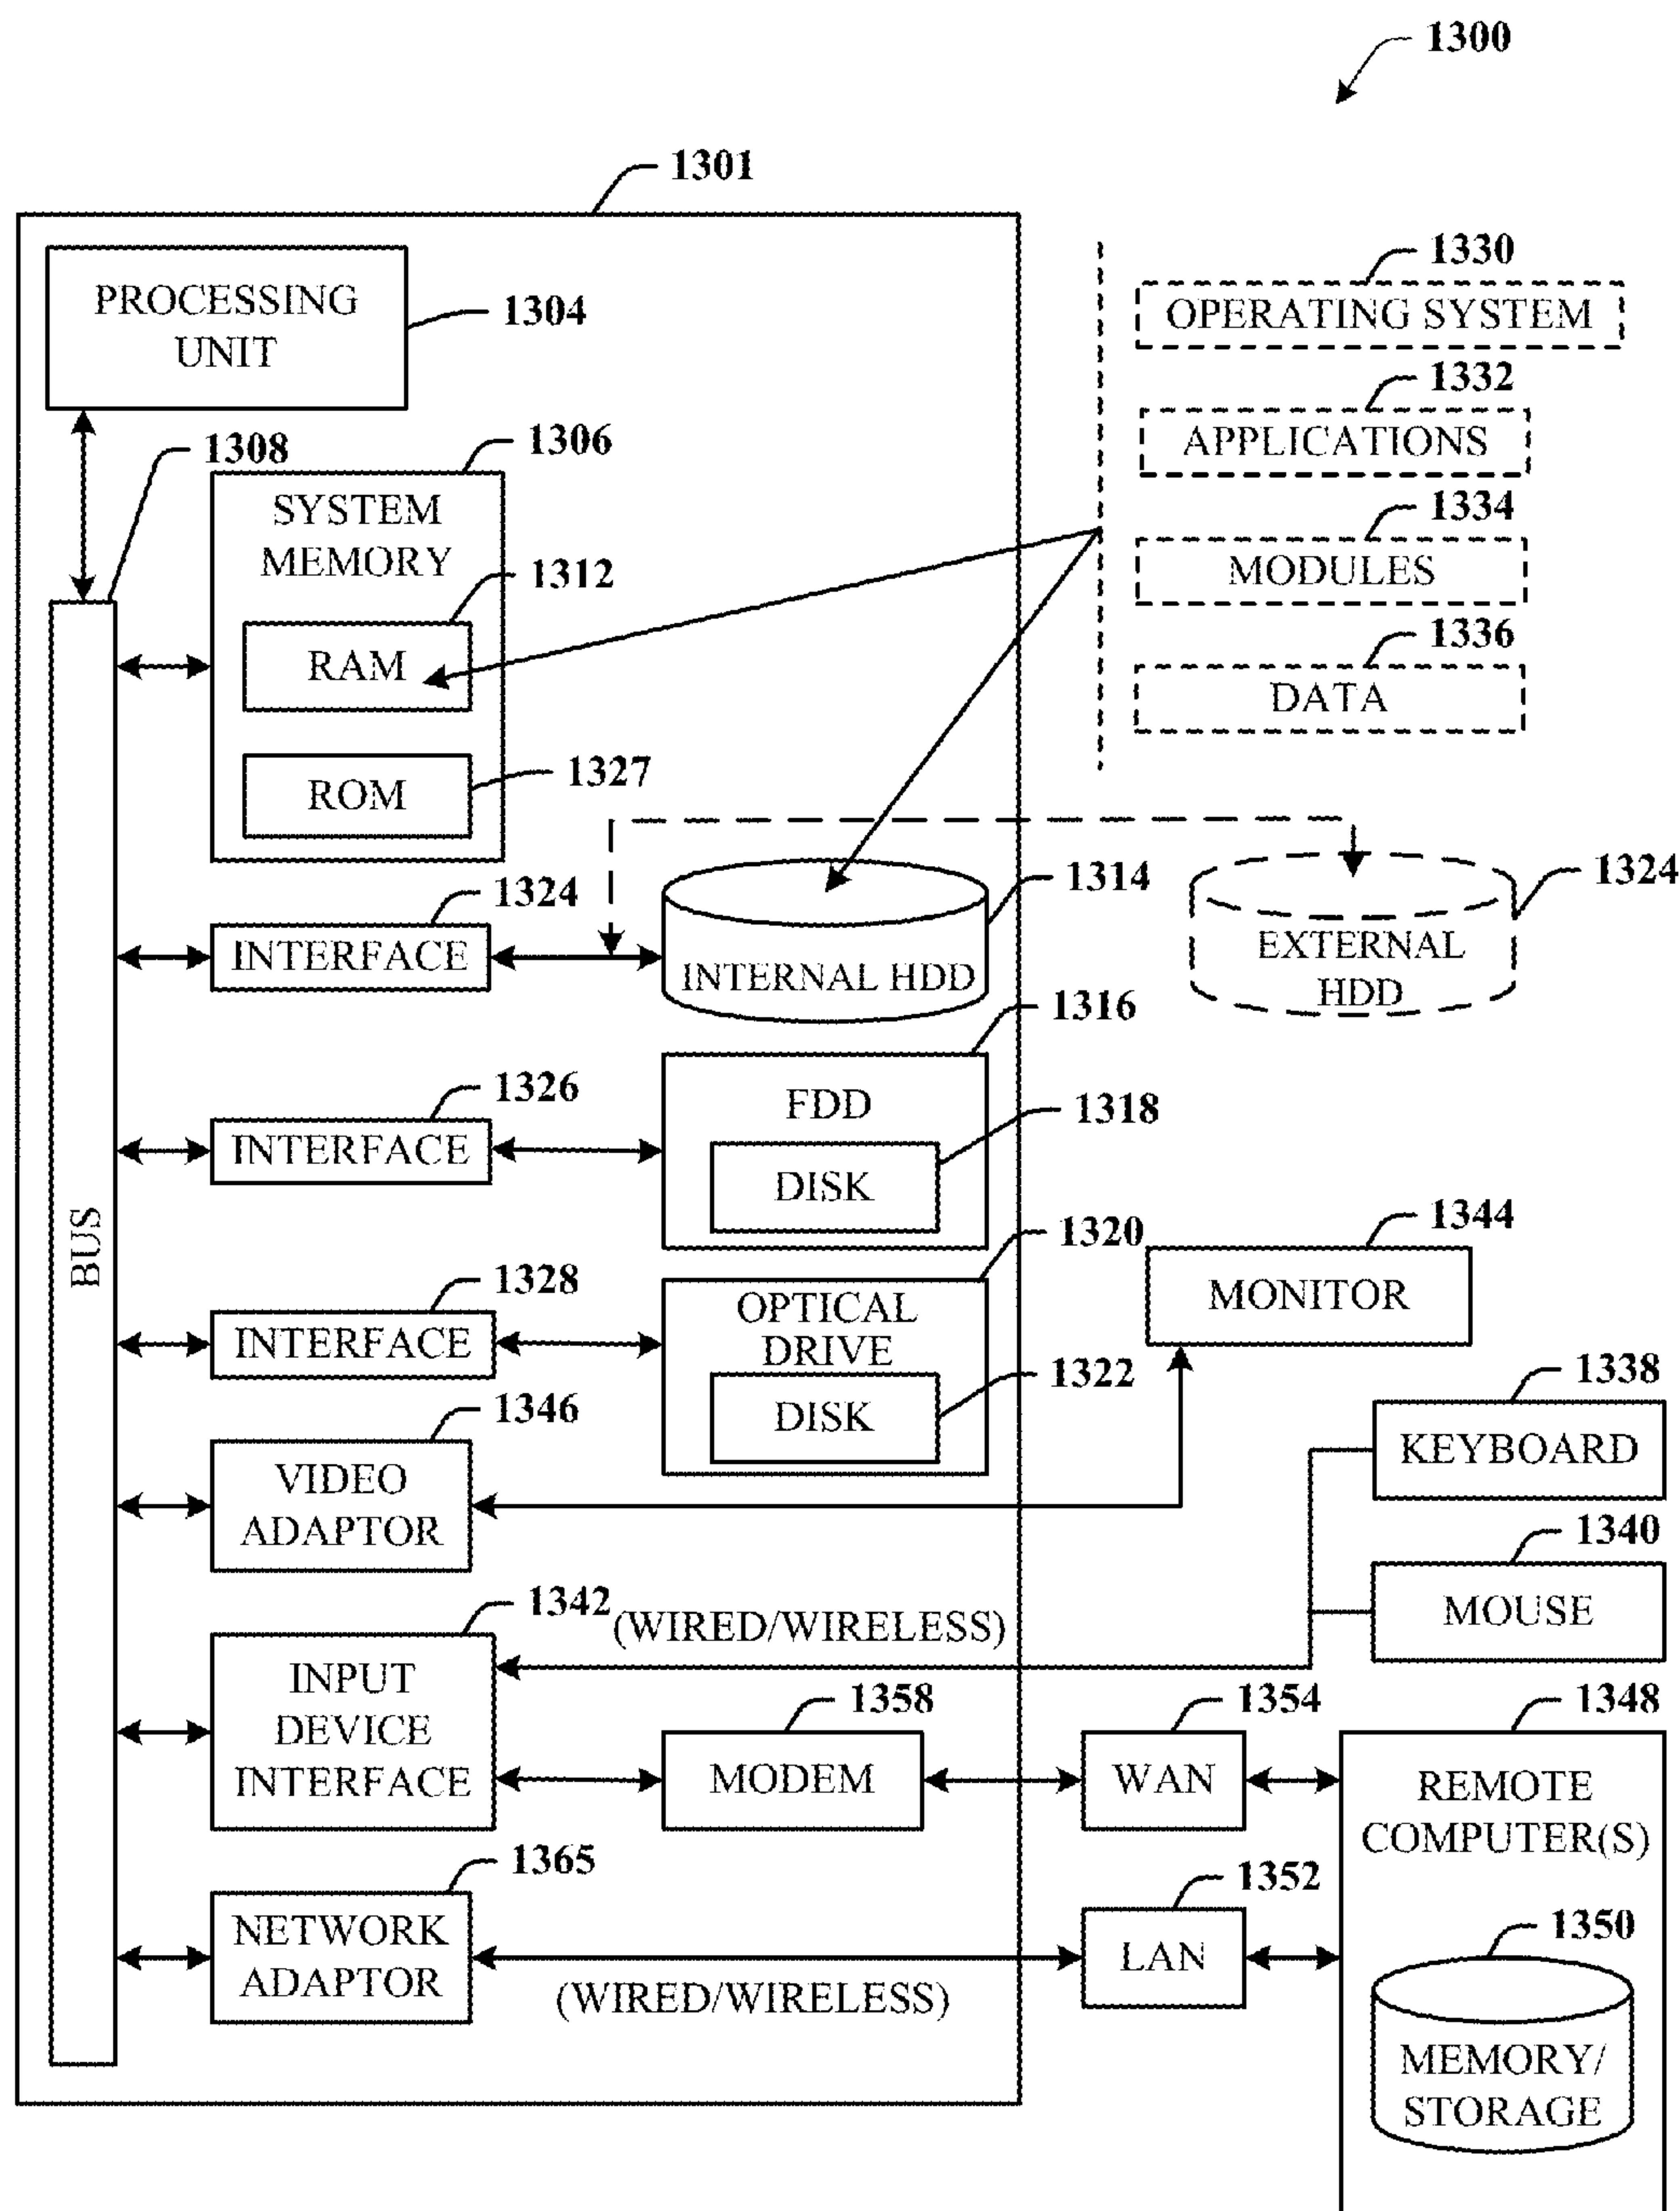 1300
1301
PROCESSING
UNIT
1304
1308
1306
SYSTEM
MEMORY
1312
RAM
1327
ROM
1330
OPERATING SYSTEM
1332
APPLICATIONS
1334
MODULES
1336
DATA
1324
INTERFACE
1314
INTERNAL HDD
1324
EXTERNAL
HDD
1326
INTERFACE
1316
FDD
1318
DISK
BUS
1328
INTERFACE
1320
OPTICAL
DRIVE
1322
DISK
1344
MONITOR
1346
VIDEO
ADAPTOR
1338
KEYBOARD
1340
MOUSE
1342
(WIRED/WIRELESS)
INPUT
DEVICE
INTERFACE
1358
MODEM
1354
WAN
1348
REMOTE
COMPUTER(S)
1365
NETWORK
ADAPTOR
(WIRED/WIRELESS)
1352
LAN
1350
MEMORY/
STORAGE